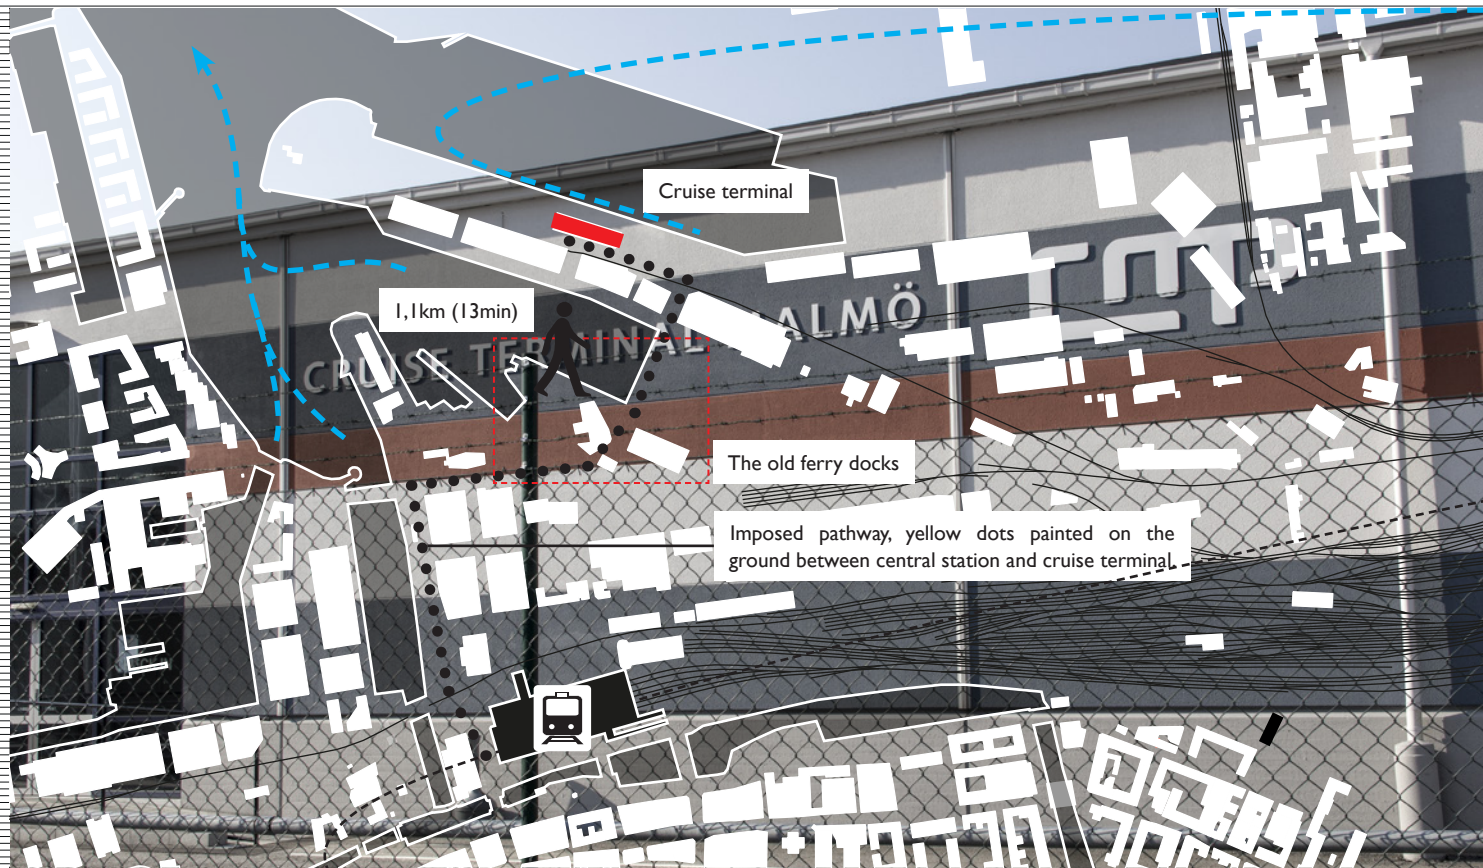 Cruise terminal
1,1km (13min)
CRUISE TERMINAL MALMÖ
CMP
The old ferry docks
Imposed pathway, yellow dots painted on the
ground between central station and cruise terminal.